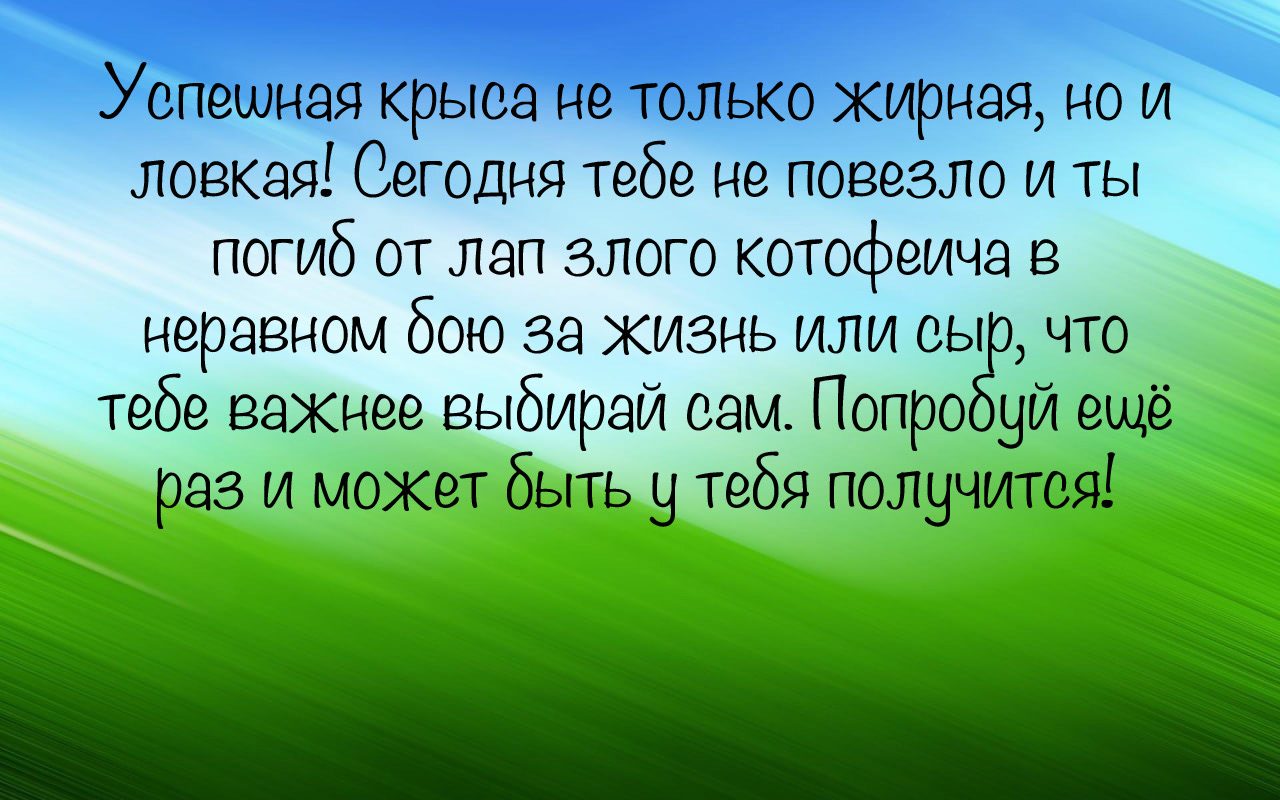 Успешная крыса не только жирная, но и
ловкая! Сегодня тебе не повезло и ты
погиб от лап злого котофеича в
неравном бою за жизнь или сыр, что
тебе важнее выбирай сам. Попробуй ещё
раз и может быть у тебя получится!